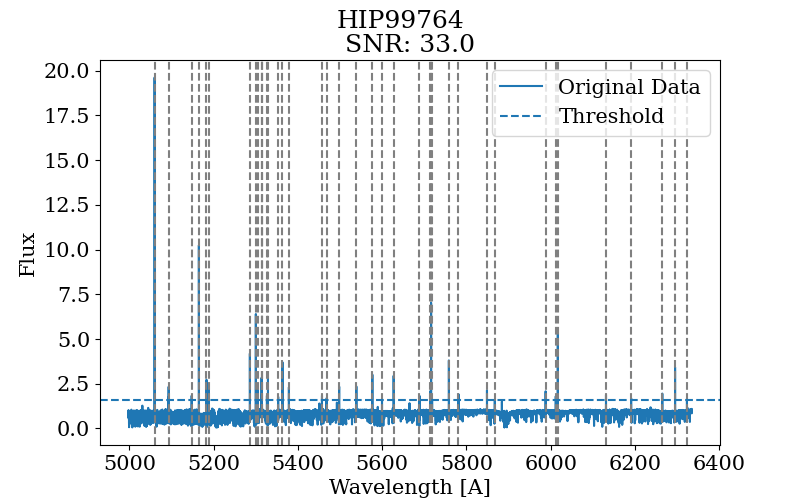 HIP99764
SNR: 33.0
Original Data
Threshold
20.0
17.5
15.0
12.5
10.0
7.5
5.0
2.5
0.0
Flux
5000 5200 5400 5600 5800 6000 6200 6400
Wavelength [A]